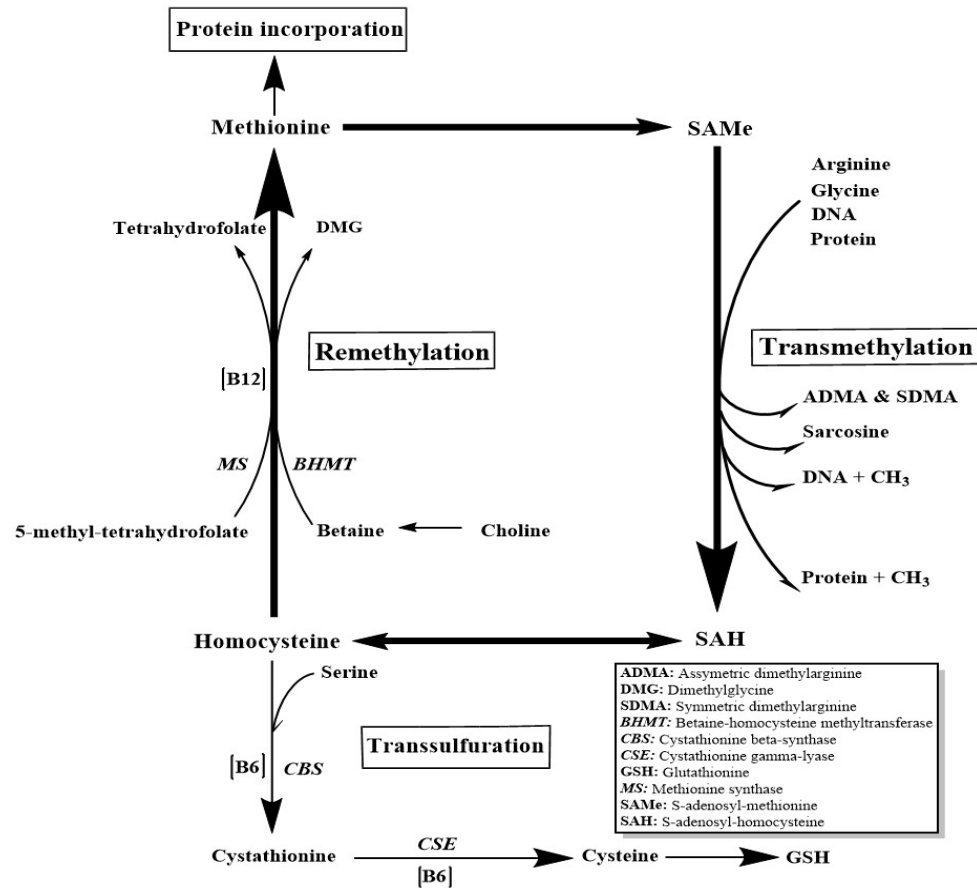 Protein incorporation
Methionine
SAMe
Arginine
Glycine
DNA
Protein
Tetrahydrofolate
DMG
Remethylation
Transmethylation
[B12]
ADMA & SDMA
Sarcosine
MS
BHMT
DNA + CH₃
5-methyl-tetrahydrofolate
Betaine
Choline
Protein + CH₃
Homocysteine
SAH
Serine
[B6]
CBS
Transsulfuration
ADMA: Assymetric dimethylarginine
DMG: Dimethylglycine
SDMA: Symmetric dimethylarginine
BHMT: Betaine-homocysteine methyltransferase
CBS: Cystathionine beta-synthase
CSE: Cystathionine gamma-lyase
GSH: Glutathionine
MS: Methionine synthase
SAMe: S-adenosyl-methionine
SAH: S-adenosyl-homocysteine
Cystathionine
CSE
[B6]
Cysteine
GSH